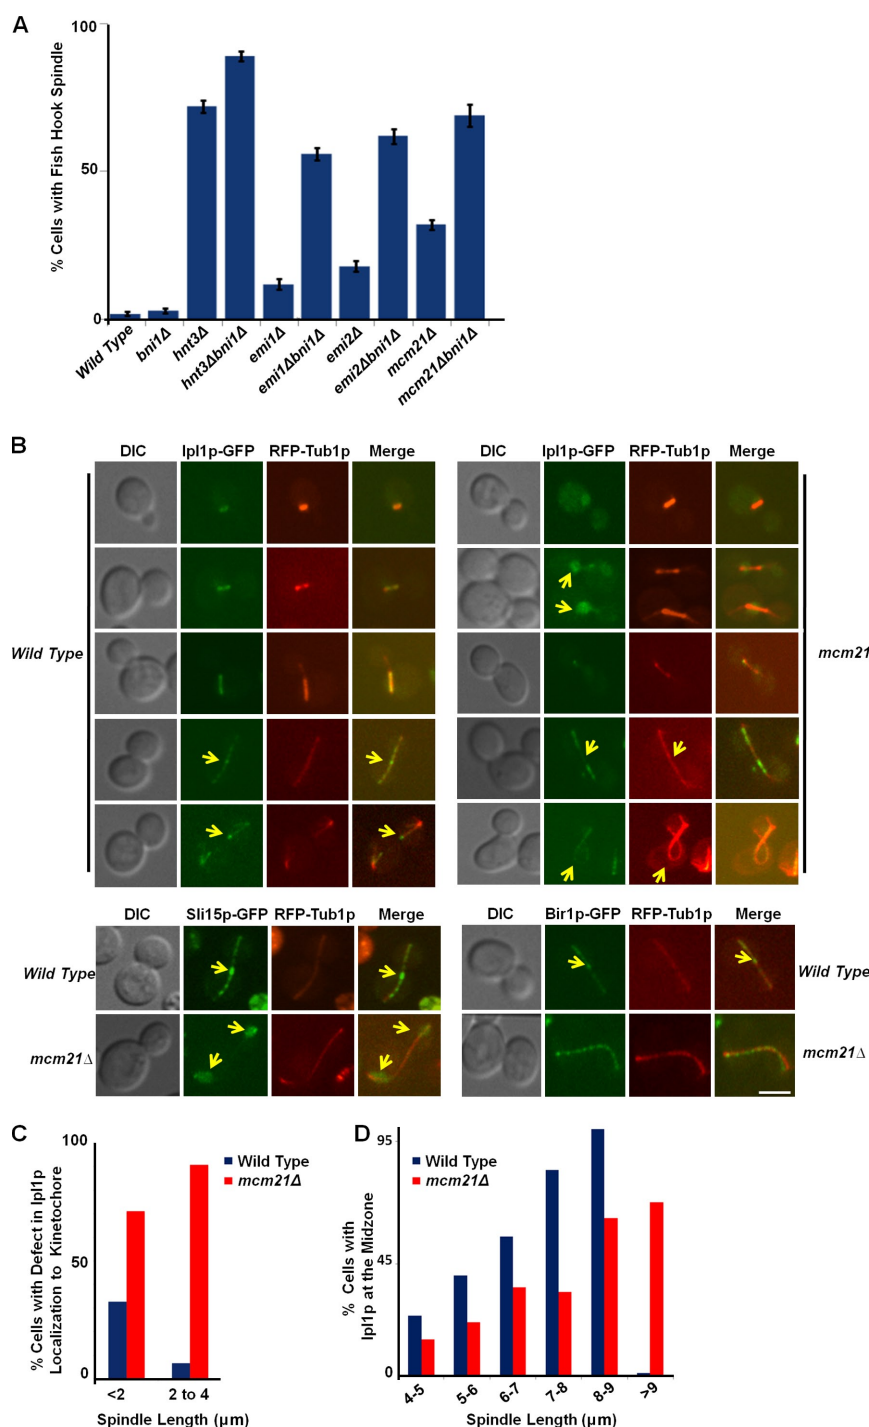 A
100
50
0
% Cells with Fish Hook Spindle
Wild Type
bni1Δ
hnt3Δ
hnt3Δbni1Δ
emi1Δ
emi1Δbni1Δ
emi2Δ
emi2Δbni1Δ
mcm21Δ
mcm21Δbni1Δ
B
DIC Ipl1p-GFP RFP-Tub1p Merge
DIC Ipl1p-GFP RFP-Tub1p Merge
Wild Type
mcm21
DIC Sli15p-GFP RFP-Tub1p Merge
DIC Bir1p-GFP RFP-Tub1p Merge
Wild Type
Wild Type
mcm21Δ
mcm21Δ
C
100
50
0
% Cells with Defect in Ipl1p
Localization to Kinetochore
Wild Type
mcm21Δ
<2 2 to 4
Spindle Length (µm)
D
95
45
0
% Cells with
Ipl1p at the Midzone
Wild Type
mcm21Δ
4-5 5-6 6-7 7-8 8-9 >9
Spindle Length (µm)